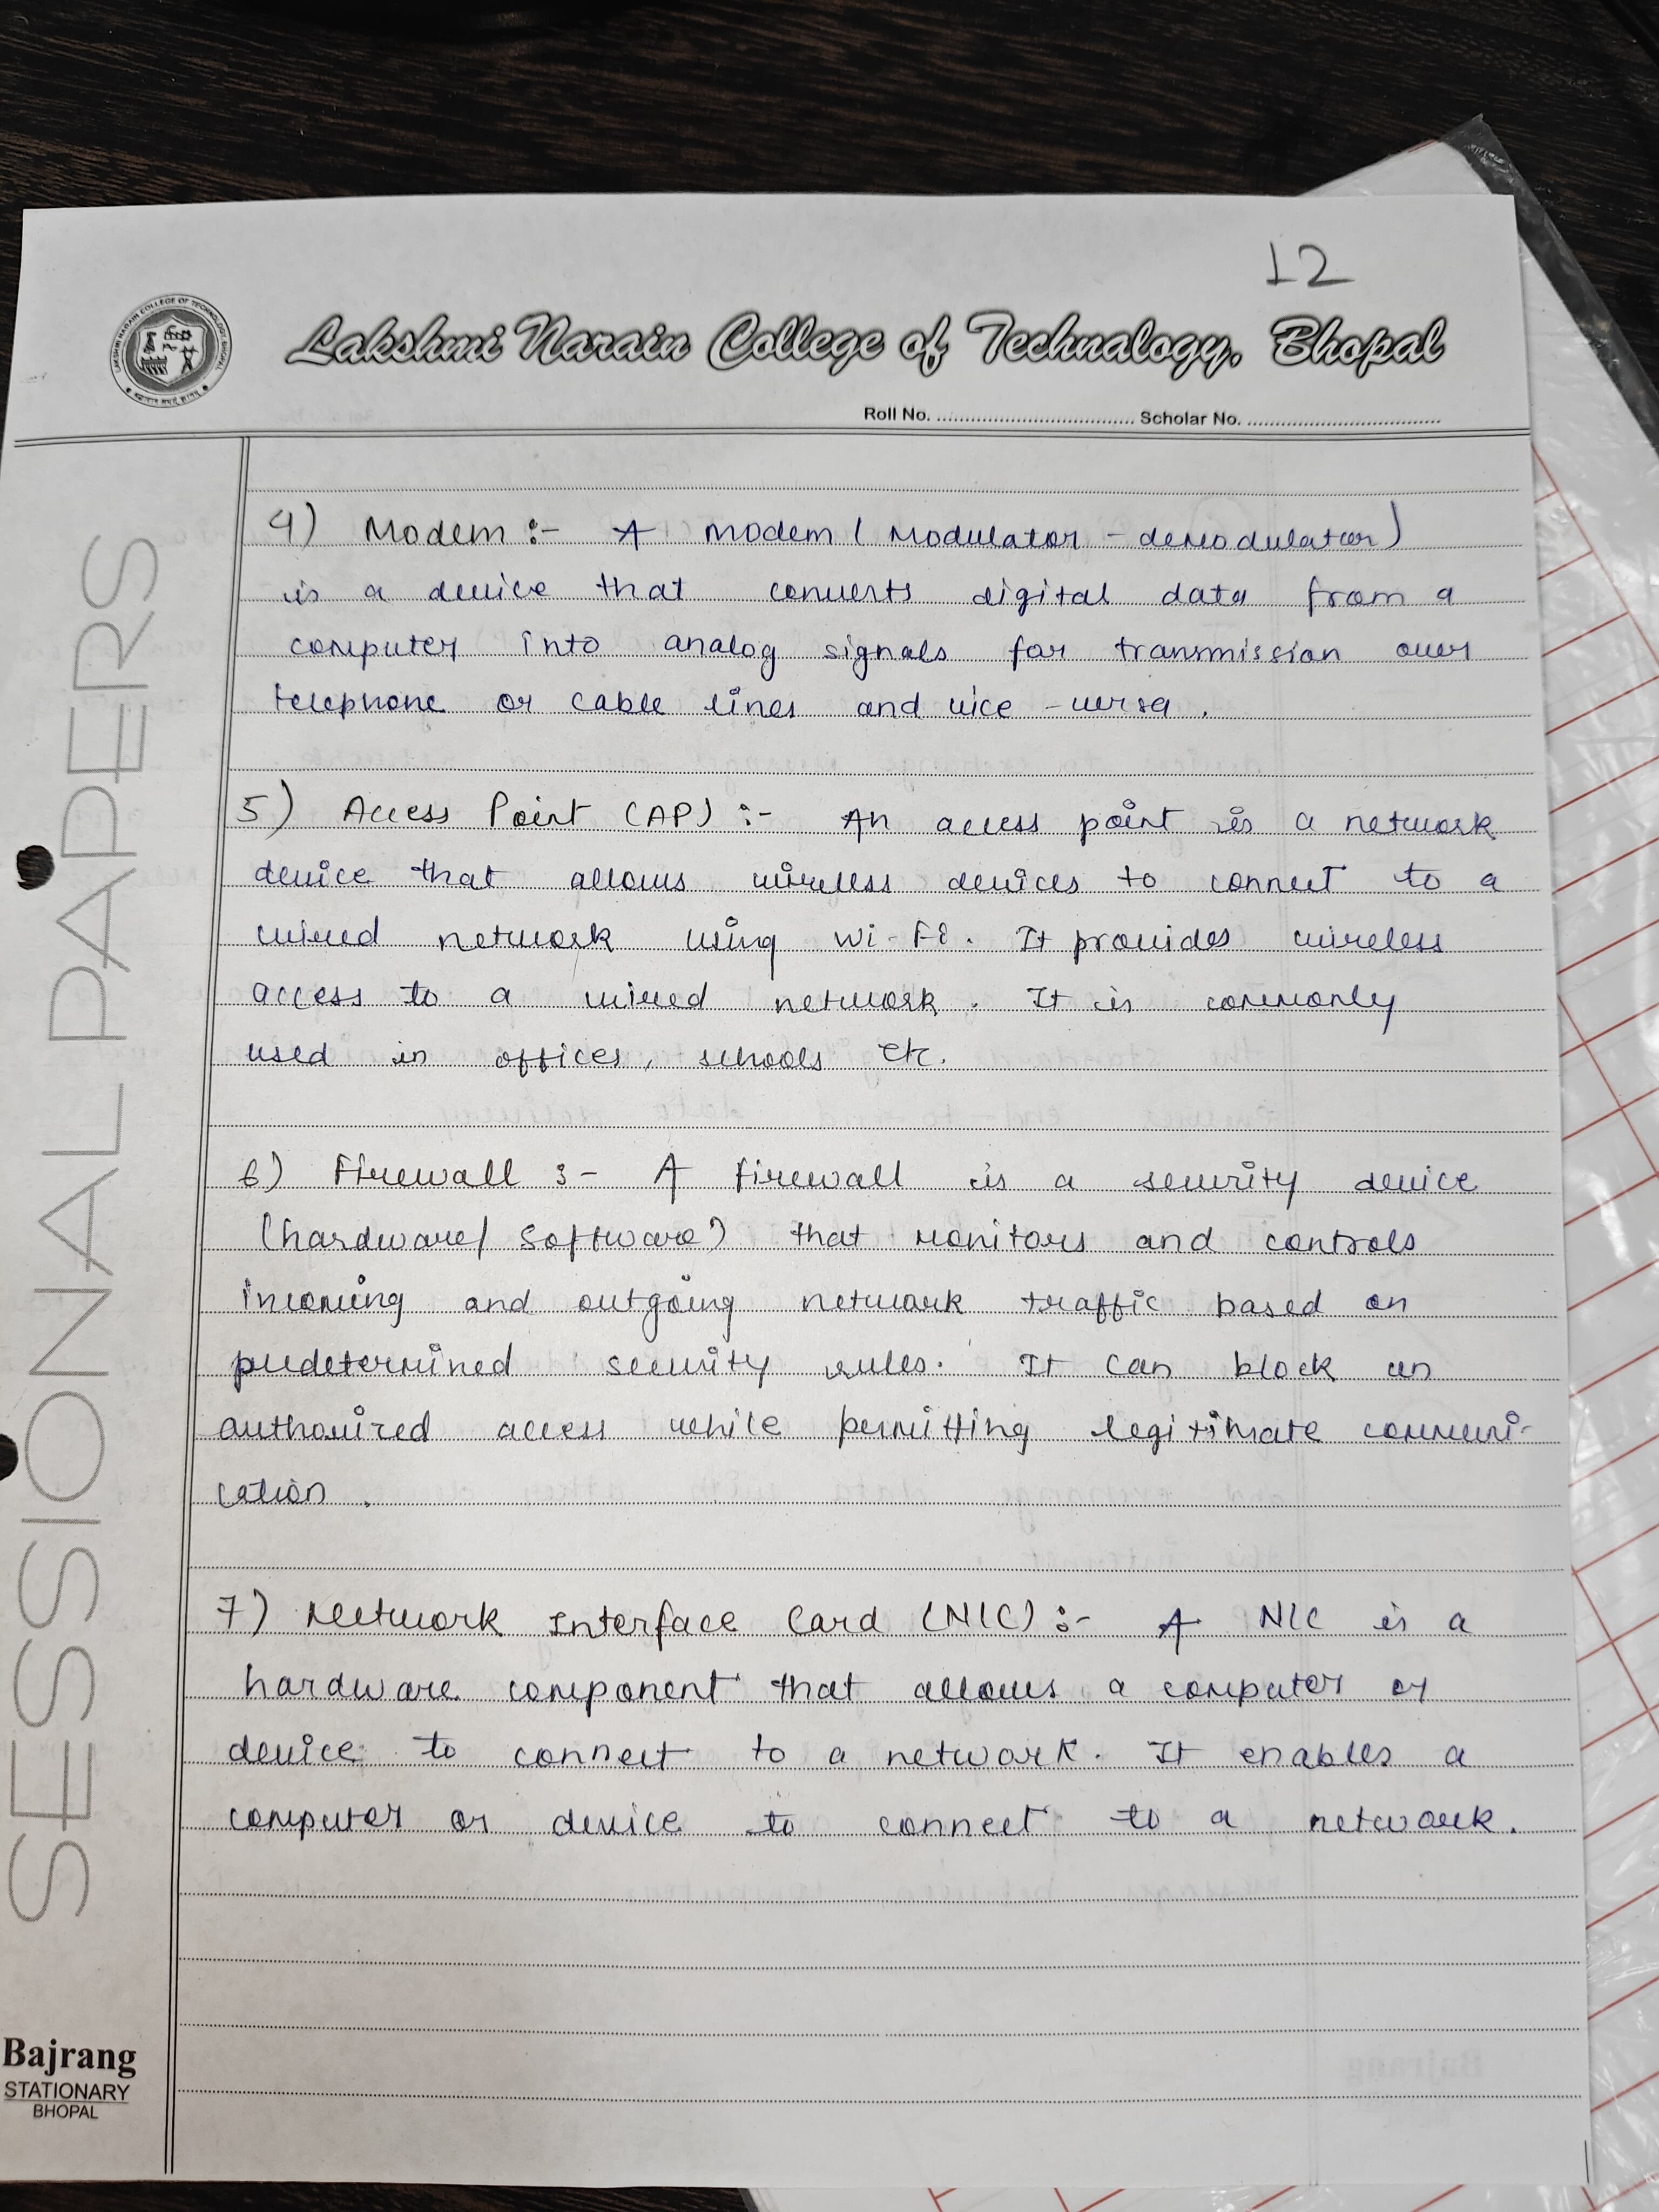 12
Lakshmi Narain College of Technalogy, Bhopal
Roll No. .................................. Scholar No. ..................................
SESSIONAL PAPERS
4) Modem :- A modem ( Modulator - demodulator)
is a device that converts digital data from a
computer into analog signals for transmission over
telephone or cable lines and vice - versa .
5) Access Point (AP) :- An access point is a network
device that allows wireless devices to connect to a
wired network using Wi-Fi. It provides wireless
access to a wired network. It is commonly
used in offices, schools etc.
6) Firewall :- A firewall is a security device
(hardware/ Software) that monitors and controls
incoming and outgoing network traffic based on
predetermined security rules. It can block un
authorized access while permitting legitimate communi-
cation.
7) Network Interface Card (NIC) :- A NIC is a
hardware component that allows a computer or
device to connect to a network. It enables a
computer or device to connect to a network.
Bajrang
STATIONARY
BHOPAL